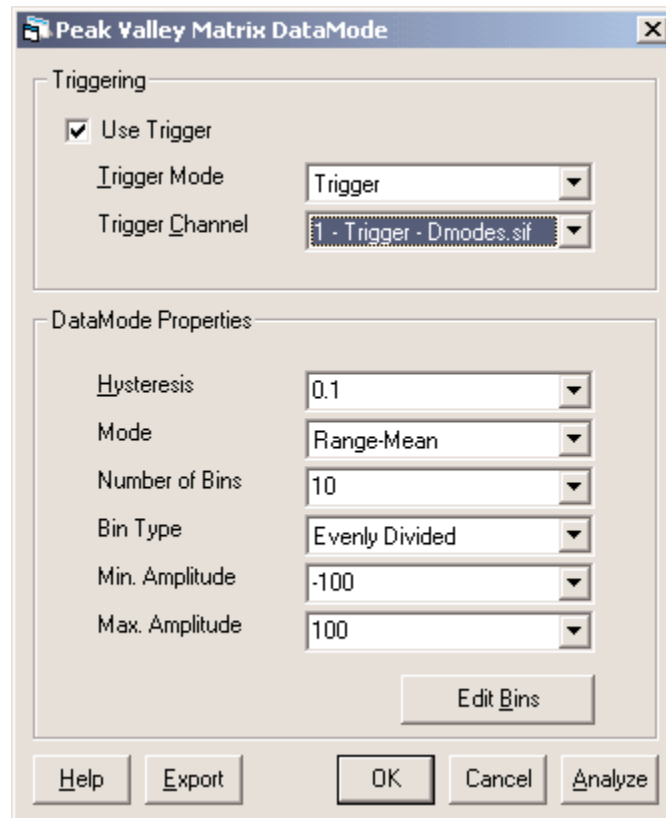 Peak Valley Matrix DataMode
Triggering
Use Trigger
Trigger Mode Trigger
Trigger Channel 1 - Trigger - Dmodes.sif
DataMode Properties
Hysteresis 0.1
Mode Range-Mean
Number of Bins 10
Bin Type Evenly Divided
Min. Amplitude -100
Max. Amplitude 100
Edit Bins
Help Export OK Cancel Analyze